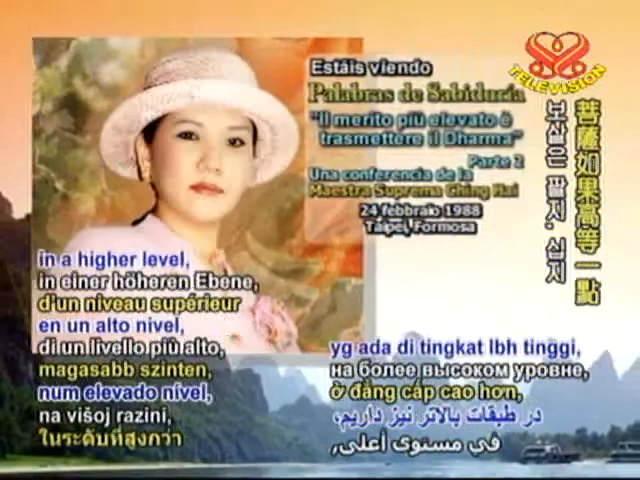 TELEVISION
Estáis viendo
Palabras de Sabiduría
"Il merito più elevato è
trasmettere il Dharma"
Parte 2
Una conferencia de la
Maestra Suprema Ching Hai
24 febbraio 1988
Taipei, Formosa
菩薩如果高等一點
보살은 팔지, 십지
in a higher level,
in einer höheren Ebene,
d'un niveau supérieur
en un alto nivel,
di un livello più alto,
magasabb szinten,
num elevado nível,
na višoj razini,
ในระดับที่สูงกว่า
yg ada di tingkat lbh tinggi,
на более высоком уровне,
ở đẳng cấp cao hơn,
در طبقات بالاتر نیز داریم،
في مستوى أعلى,